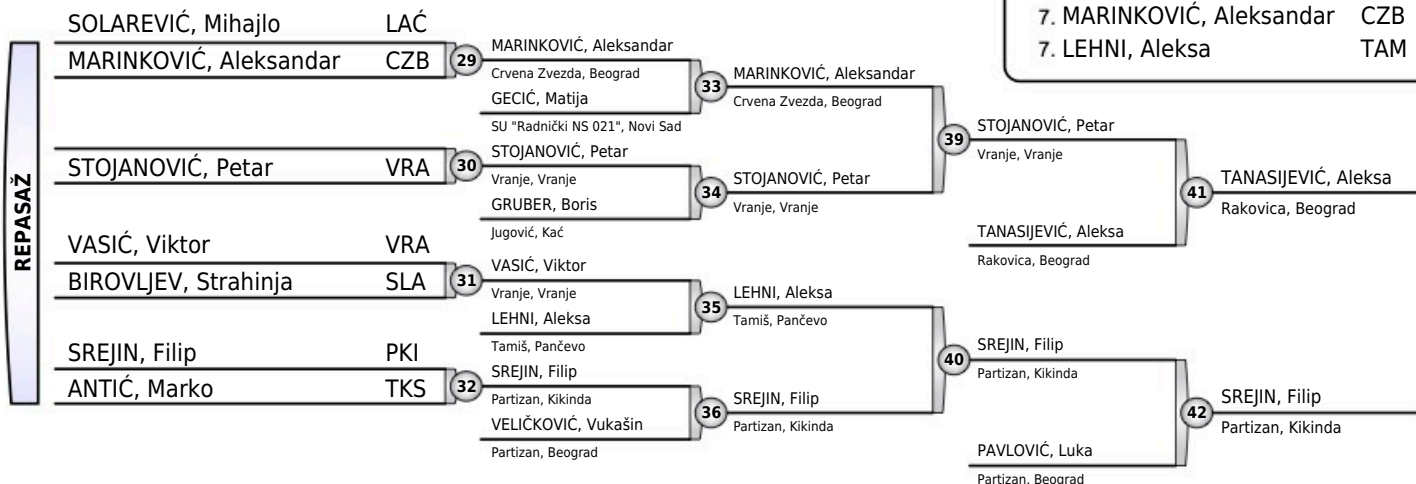 7. MARINKOVIĆ, Aleksandar CZB
7. LEHNI, Aleksa TAM
REPASAŽ
SOLAREVIĆ, Mihajlo LAĆ
MARINKOVIĆ, Aleksandar CZB
STOJANOVIĆ, Petar VRA
VASIĆ, Viktor VRA
BIROVLJEV, Strahinja SLA
SREJIN, Filip PKI
ANTIĆ, Marko TKS
29
MARINKOVIĆ, Aleksandar
Crvena Zvezda, Beograd
GECIĆ, Matija
SU "Radnički NS 021", Novi Sad
30
STOJANOVIĆ, Petar
Vranje, Vranje
GRUBER, Boris
Jugović, Kać
31
VASIĆ, Viktor
Vranje, Vranje
LEHNI, Aleksa
Tamiš, Pančevo
32
SREJIN, Filip
Partizan, Kikinda
VELIČKOVIĆ, Vukašin
Partizan, Beograd
33
MARINKOVIĆ, Aleksandar
Crvena Zvezda, Beograd
34
STOJANOVIĆ, Petar
Vranje, Vranje
35
LEHNI, Aleksa
Tamiš, Pančevo
36
SREJIN, Filip
Partizan, Kikinda
39
STOJANOVIĆ, Petar
Vranje, Vranje
TANASIJEVIĆ, Aleksa
Rakovica, Beograd
40
SREJIN, Filip
Partizan, Kikinda
PAVLOVIĆ, Luka
Partizan, Beograd
41
TANASIJEVIĆ, Aleksa
Rakovica, Beograd
42
SREJIN, Filip
Partizan, Kikinda